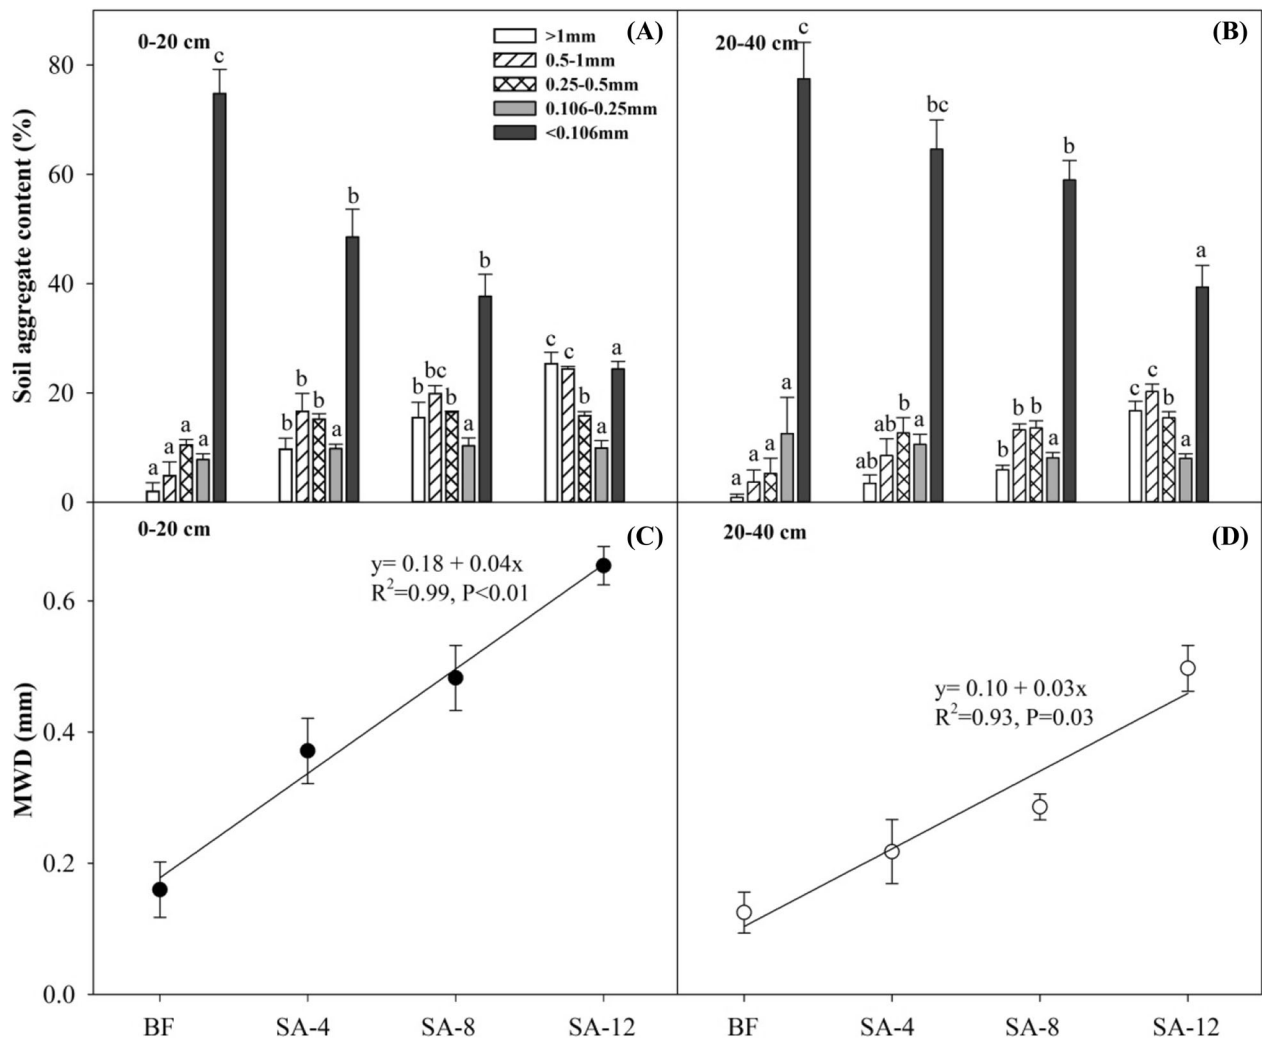 0-20 cm
(A)
>1mm
0.5-1mm
0.25-0.5mm
0.106-0.25mm
<0.106mm
20-40 cm
(B)
Soil aggregate content (%)
80
60
40
20
0
a a a a c
b b b a b
b bc b a b
c c b a a
a a a a c
ab ab b a bc
b b b a b
c c b a a
0-20 cm
(C)
y= 0.18 + 0.04x
R²=0.99, P<0.01
20-40 cm
(D)
y= 0.10 + 0.03x
R²=0.93, P=0.03
MWD (mm)
0.6
0.4
0.2
0.0
BF SA-4 SA-8 SA-12
BF SA-4 SA-8 SA-12